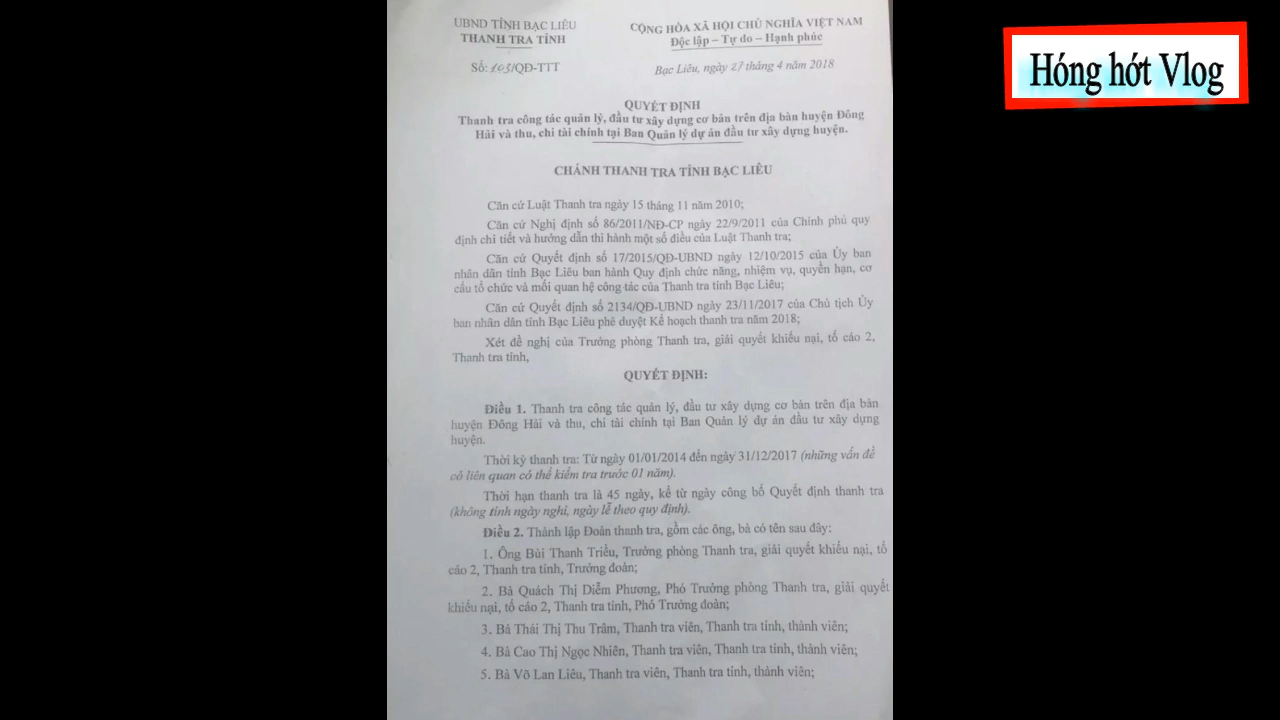 UBND TỈNH BẠC LIÊU
THANH TRA TỈNH
Số: 103/QĐ-TTT
CỘNG HÒA XÃ HỘI CHỦ NGHĨA VIỆT NAM
Độc lập – Tự do – Hạnh phúc
Bạc Liêu, ngày 27 tháng 4 năm 2018
Hóng hớt Vlog
QUYẾT ĐỊNH
Thanh tra công tác quản lý, đầu tư xây dựng cơ bản trên địa bàn huyện Đông
Hải và thu, chi tài chính tại Ban Quản lý dự án đầu tư xây dựng huyện.
CHÁNH THANH TRA TỈNH BẠC LIÊU
Căn cứ Luật Thanh tra ngày 15 tháng 11 năm 2010;
Căn cứ Nghị định số 86/2011/NĐ-CP ngày 22/9/2011 của Chính phủ quy
định chi tiết và hướng dẫn thi hành một số điều của Luật Thanh tra;
Căn cứ Quyết định số 17/2015/QĐ-UBND ngày 12/10/2015 của Ủy ban
nhân dân tỉnh Bạc Liêu ban hành Quy định chức năng, nhiệm vụ, quyền hạn, cơ
cấu tổ chức và mối quan hệ công tác của Thanh tra tỉnh Bạc Liêu;
Căn cứ Quyết định số 2134/QĐ-UBND ngày 23/11/2017 của Chủ tịch Ủy
ban nhân dân tỉnh Bạc Liêu phê duyệt Kế hoạch thanh tra năm 2018;
Xét đề nghị của Trưởng phòng Thanh tra, giải quyết khiếu nại, tố cáo 2,
Thanh tra tỉnh,
QUYẾT ĐỊNH:
Điều 1. Thanh tra công tác quản lý, đầu tư xây dựng cơ bản trên địa bàn
huyện Đông Hải và thu, chi tài chính tại Ban Quản lý dự án đầu tư xây dựng
huyện.
Thời kỳ thanh tra: Từ ngày 01/01/2014 đến ngày 31/12/2017 (những vấn đề
có liên quan có thể kiểm tra trước 01 năm).
Thời hạn thanh tra là 45 ngày, kể từ ngày công bố Quyết định thanh tra
(không tính ngày nghỉ, ngày lễ theo quy định).
Điều 2. Thành lập Đoàn thanh tra, gồm các ông, bà có tên sau đây:
1. Ông Bùi Thanh Triều, Trưởng phòng Thanh tra, giải quyết khiếu nại, tố
cáo 2, Thanh tra tỉnh, Trưởng đoàn;
2. Bà Quách Thị Diễm Phương, Phó Trưởng phòng Thanh tra, giải quyết
khiếu nại, tố cáo 2, Thanh tra tỉnh, Phó Trưởng đoàn;
3. Bà Thái Thị Thu Trâm, Thanh tra viên, Thanh tra tỉnh, thành viên;
4. Bà Cao Thị Ngọc Nhiên, Thanh tra viên, Thanh tra tỉnh, thành viên;
5. Bà Võ Lan Liêu, Thanh tra viên, Thanh tra tỉnh, thành viên;